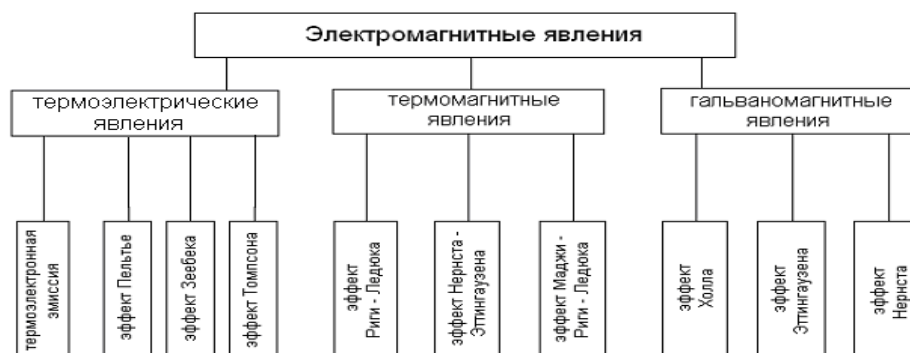 Электромагнитные явления
термоэлектрические
явления
термомагнитные
явления
гальваномагнитные
явления
термоэлектронная
эмиссия
эффект Пельтье
эффект Зеебека
эффект Томпсона
эффект
Риги - Ледюка
эффект Нернста -
Эттингаузена
эффект Маджи -
Риги - Ледюка
эффект
Холла
эффект
Эттингаузена
эффект
Нернста